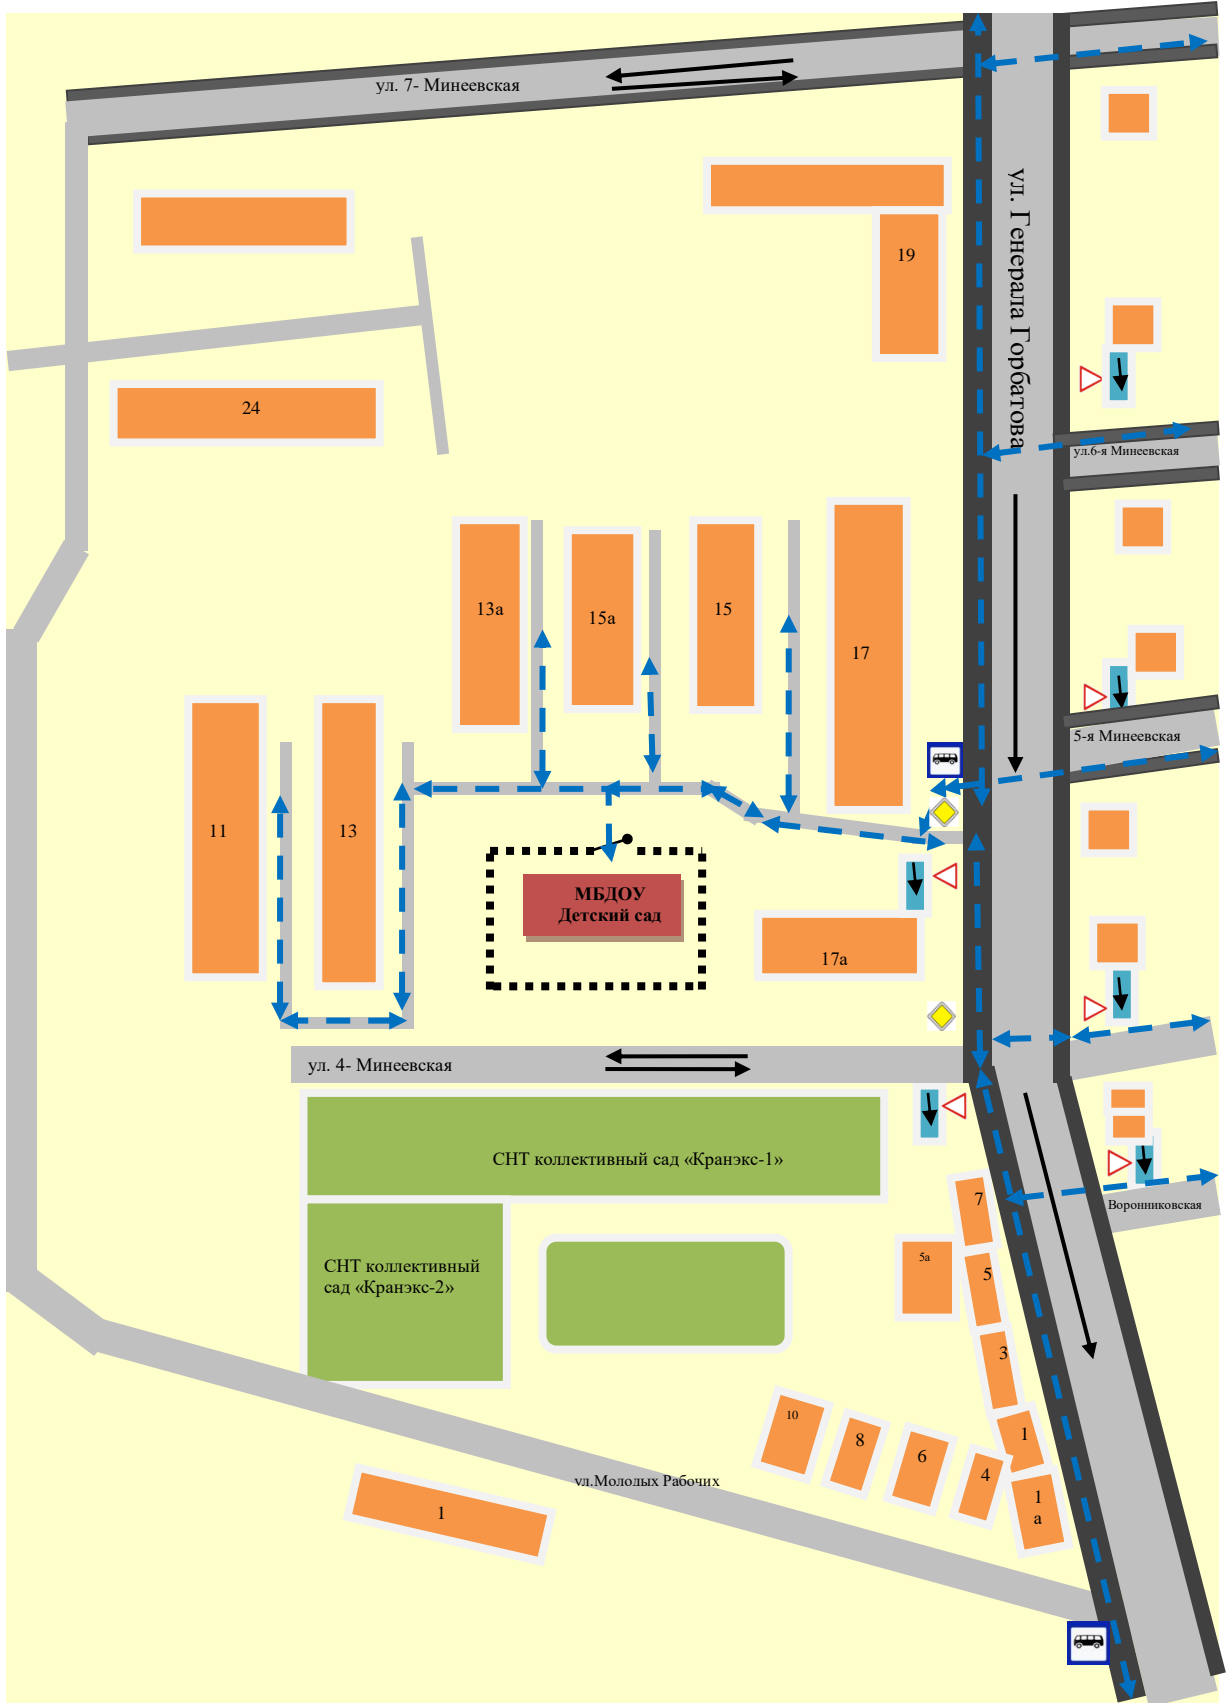 ул. 7- Минеевская
ул. Генерала Горбатова
19
24
ул.6-я Минеевская
13а
15а
15
17
5-я Минеевская
11
13
МБДОУ
Детский сад
17а
ул. 4- Минеевская
СНТ коллективный сад «Кранэкс-1»
7
Воронниковская
СНТ коллективный
сад «Кранэкс-2»
5а
5
3
10
8
6
4
1
ул.Молодых Рабочих
1
1
а